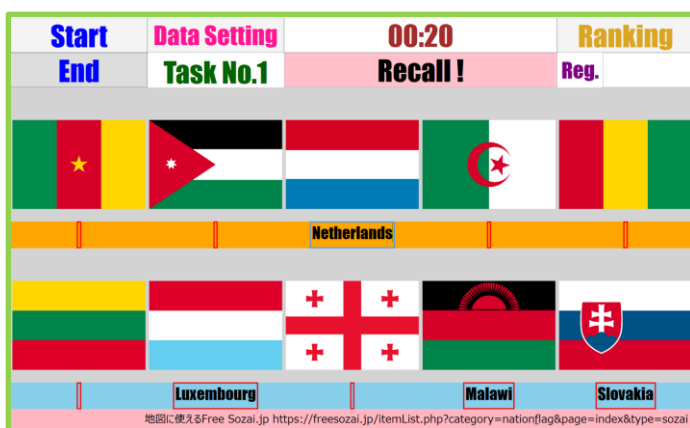 Start Data Setting 00:20 Ranking
End Task No.1 Recall ! Reg.
Netherlands
Luxembourg Malawi Slovakia
地図に使えるFree Sozai.jp https://freesozai.jp/itemList.php?category=nationflag&page=index&type=sozai